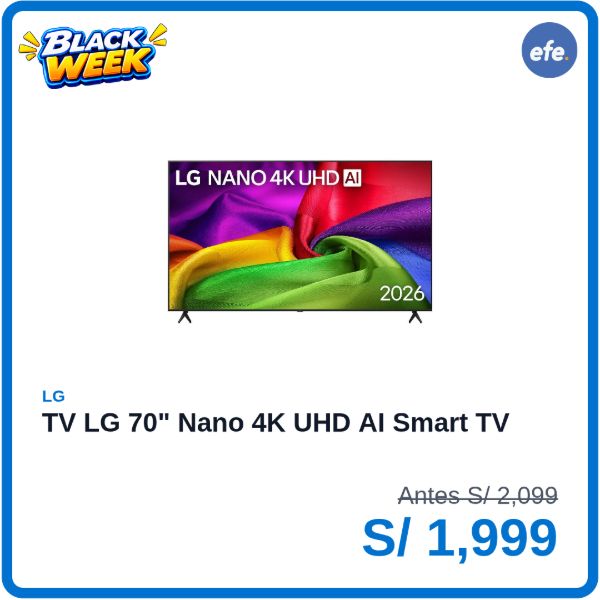 BLACK
WEEK
efe.
LG NANO 4K UHD AI
2026
LG
TV LG 70" Nano 4K UHD AI Smart TV
Antes S/ 2,099
S/ 1,999